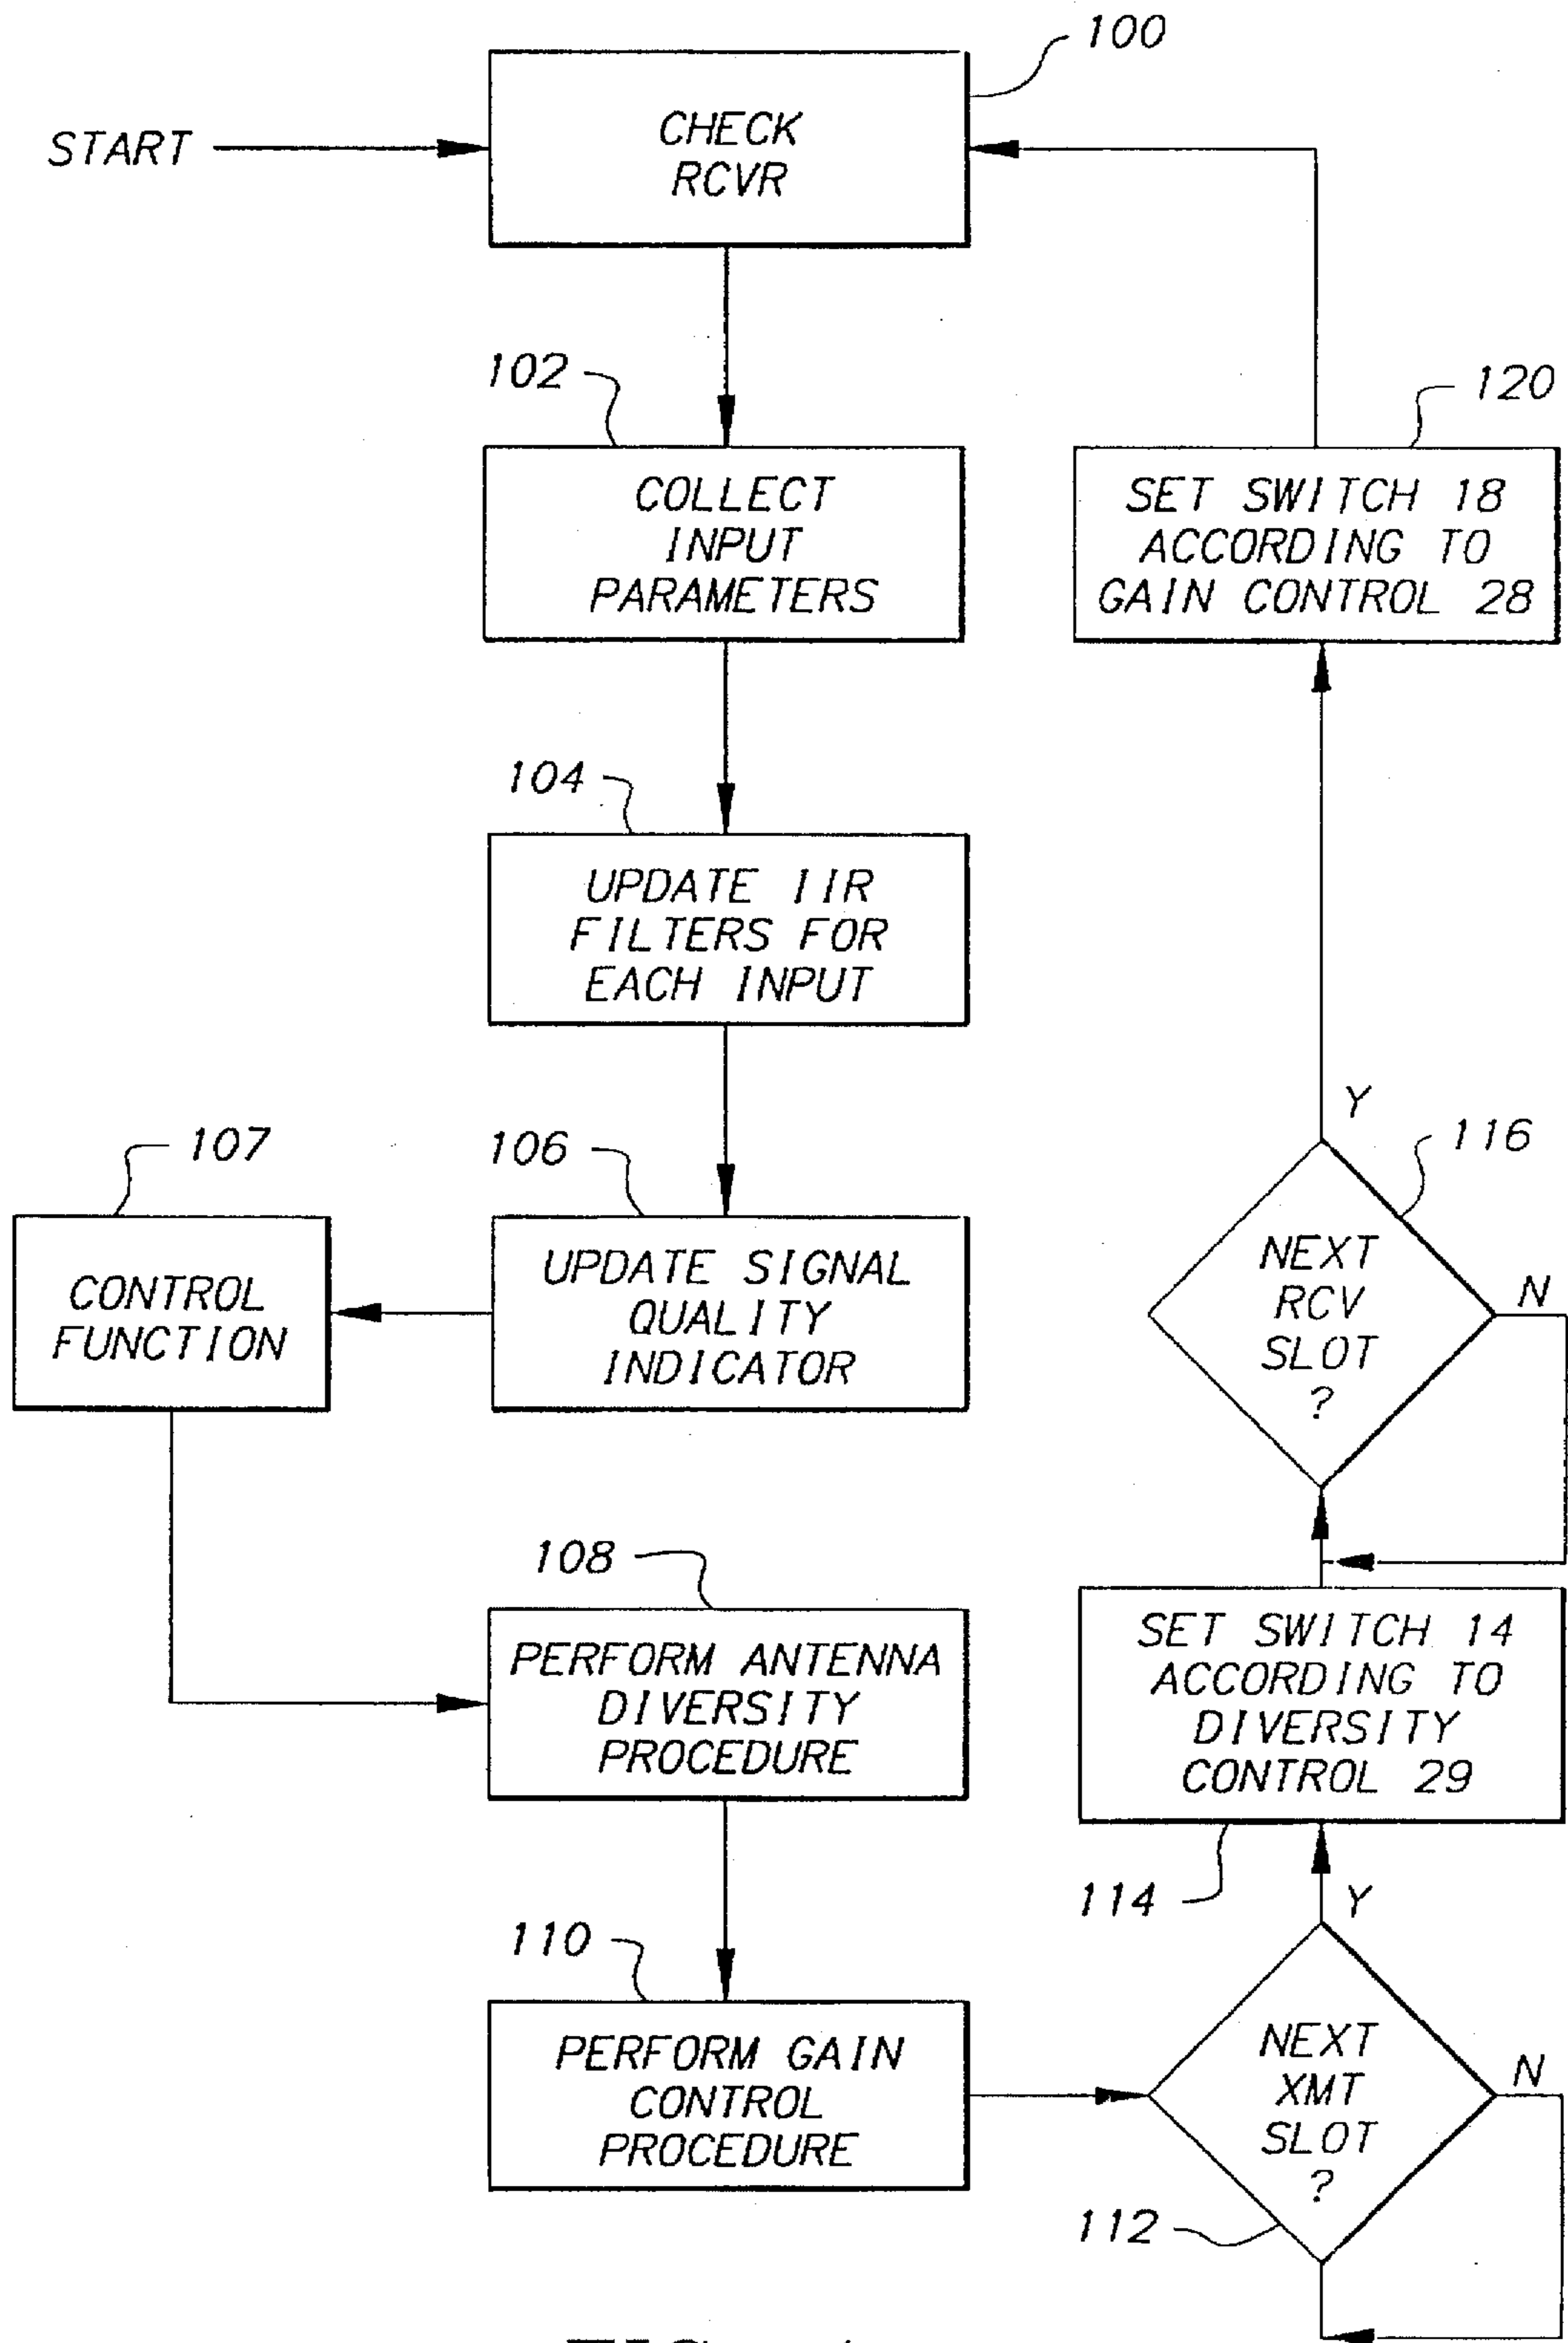 100
START
CHECK
RCVR
102
COLLECT
INPUT
PARAMETERS
120
SET SWITCH 18
ACCORDING TO
GAIN CONTROL 28
104
UPDATE IIR
FILTERS FOR
EACH INPUT
107
CONTROL
FUNCTION
106
UPDATE SIGNAL
QUALITY
INDICATOR
Y
116
NEXT
RCV
SLOT
?
N
108
PERFORM ANTENNA
DIVERSITY
PROCEDURE
SET SWITCH 14
ACCORDING TO
DIVERSITY
CONTROL 29
114
Y
110
PERFORM GAIN
CONTROL
PROCEDURE
NEXT
XMT
SLOT
?
N
112